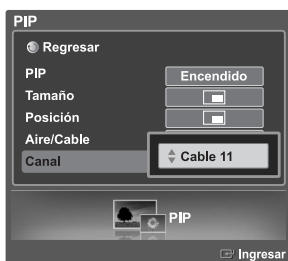 PIP
Regresar
PIP Encendido
Tamaño
Posición
Aire/Cable
Canal Cable 11
PIP
Ingresar